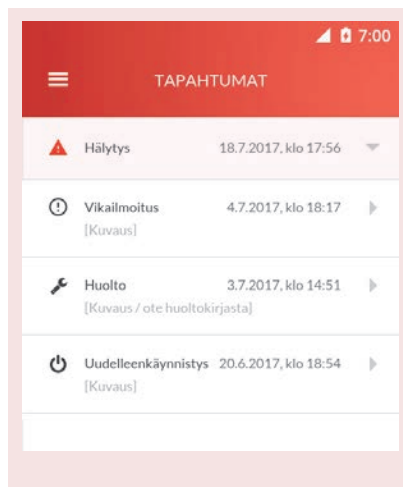 7:00
TAPAHTUMAT
Hälytys 18.7.2017, klo 17:56
Vikailmoitus 4.7.2017, klo 18:17
[Kuvaus]
Huolto 3.7.2017, klo 14:51
[Kuvaus / ote huoltokirjasta]
Uudelleenkäynnistys 20.6.2017, klo 18:54
[Kuvaus]